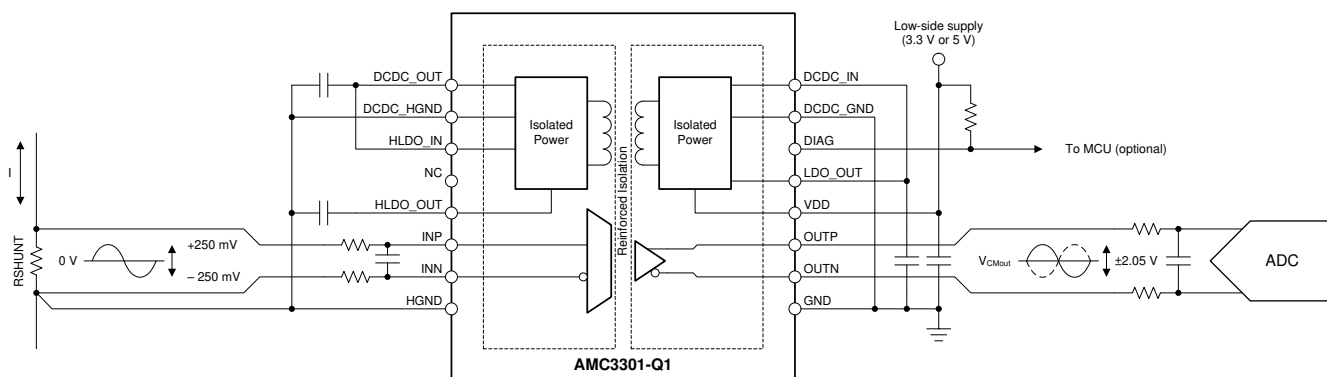 Low-side supply
(3.3 V or 5 V)
DCDC_OUT
DCDC_HGND
HLDO_IN
NC
HLDO_OUT
INP
INN
HGND
Isolated
Power
Reinforced Isolation
Isolated
Power
DCDC_IN
DCDC_GND
DIAG
LDO_OUT
VDD
OUTP
OUTN
GND
To MCU (optional)
I
RSHUNT
0 V
+250 mV
– 250 mV
VCMout
±2.05 V
ADC
AMC3301-Q1